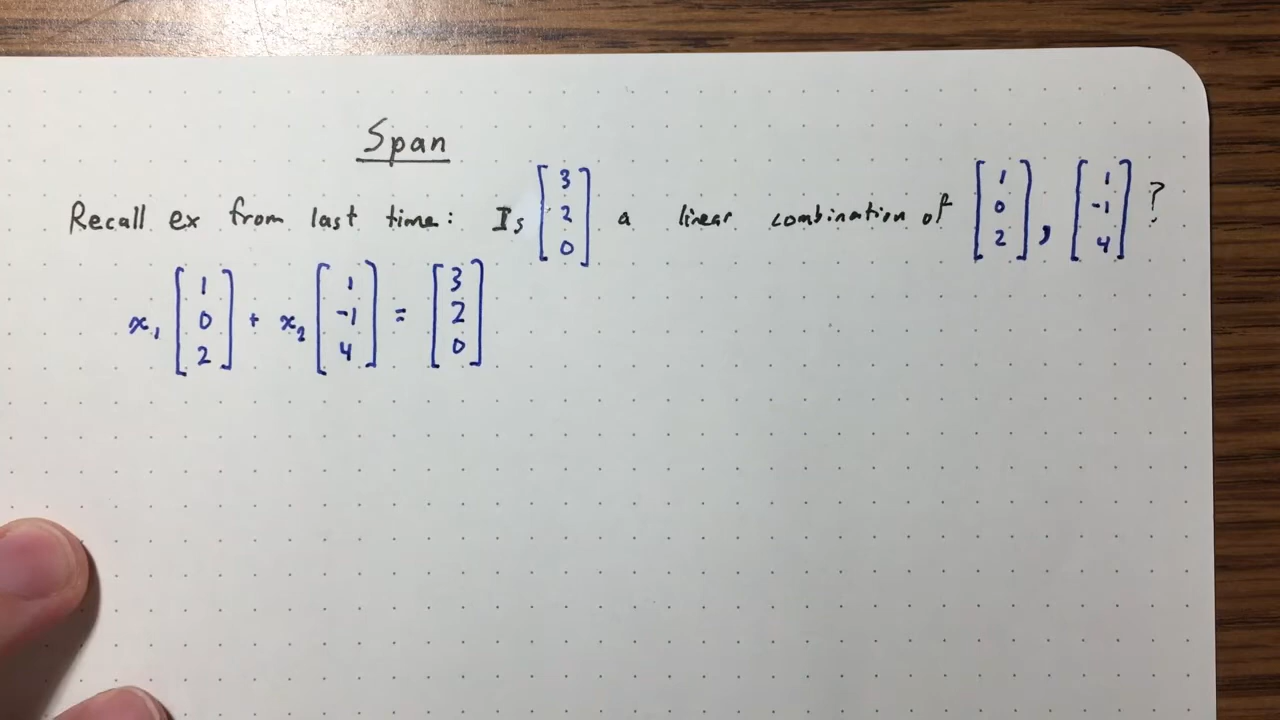 Span
Recall ex from last time: Is [3 2 0] a linear combination of [1 0 2], [1 -1 4]?
x₁ [1 0 2] + x₂ [1 -1 4] = [3 2 0]